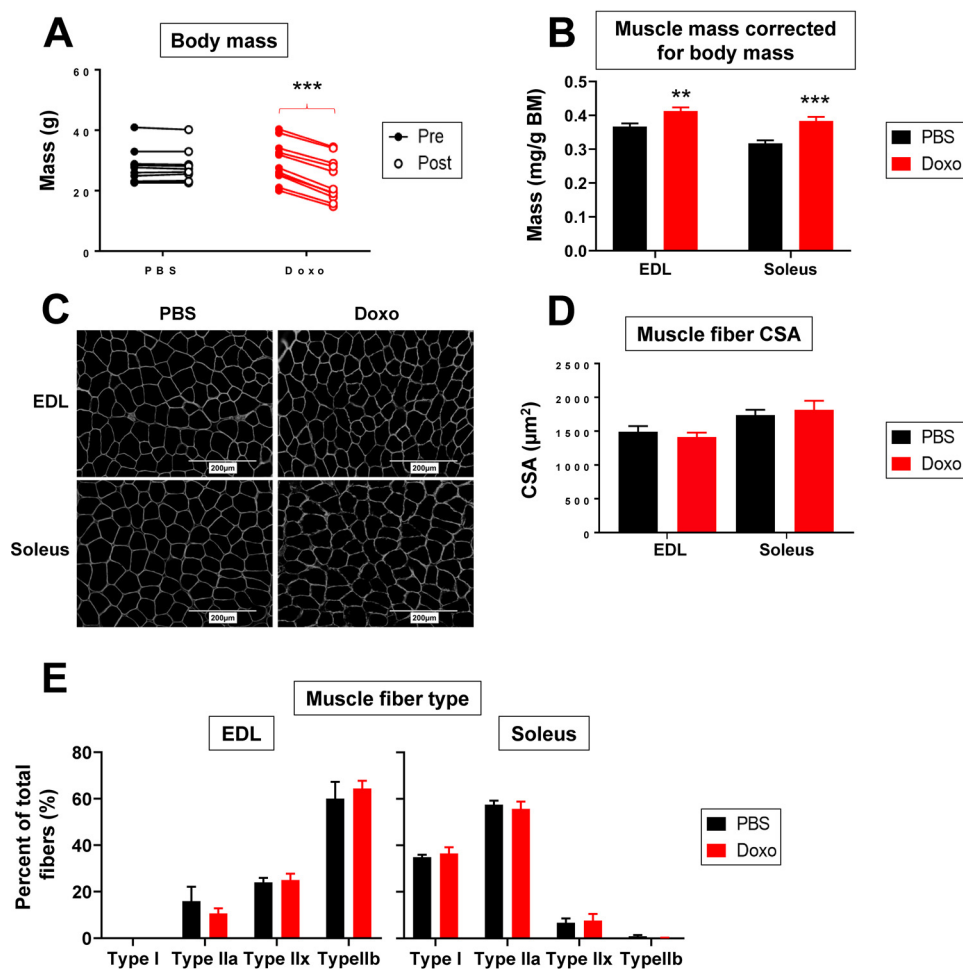 A
Body mass
Mass (g)
60
40
20
0
***
PBS
Doxo
Pre
Post
B
Muscle mass corrected
for body mass
Mass (mg/g BM)
0.5
0.4
0.3
0.2
0.1
0.0
**
***
EDL
Soleus
PBS
Doxo
C
PBS
Doxo
EDL
200µm
200µm
Soleus
200µm
200µm
D
Muscle fiber CSA
CSA (µm²)
2500
2000
1500
1000
500
0
EDL
Soleus
PBS
Doxo
E
Muscle fiber type
EDL
Soleus
Percent of total
fibers (%)
80
60
40
20
0
Type I
Type IIa
Type IIx
TypeIIb
Type I
Type IIa
Type IIx
TypeIIb
PBS
Doxo